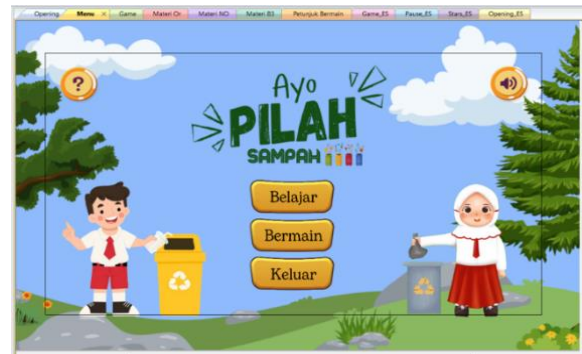 Opening Menu × Game Materi Or Materi NO Materi B3 Petunjuk Bermain Game_ES Pause_ES Stars_ES Opening_ES
?
Ayo
PILAH
SAMPAH
Belajar
Bermain
Keluar